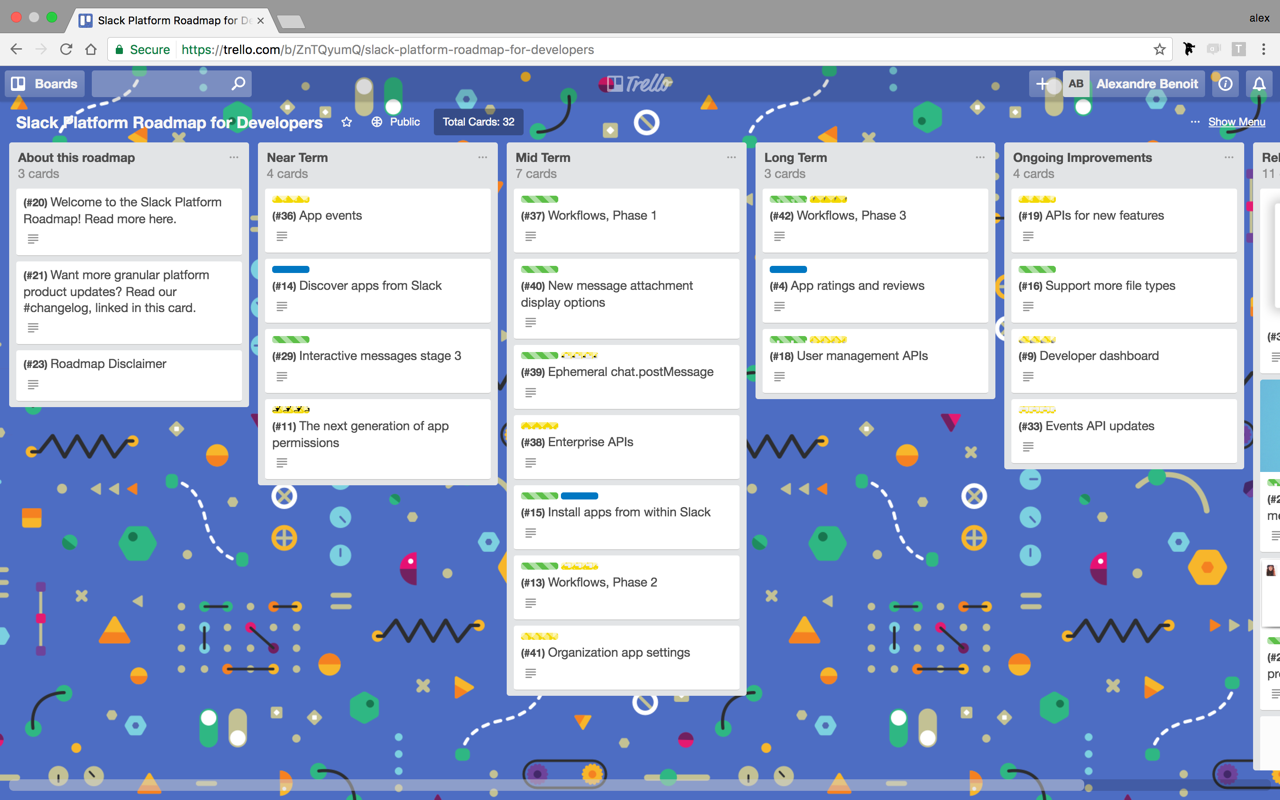 Slack Platform Roadmap for De
alex
Secure
https://trello.com/b/ZnTQyumQ/slack-platform-roadmap-for-developers
T
Boards
Trello
AB
Alexandre Benoit
Slack Platform Roadmap for Developers
Public
Total Cards: 32
Show Menu
About this roadmap
3 cards
(#20) Welcome to the Slack Platform
Roadmap! Read more here.
(#21) Want more granular platform
product updates? Read our
#changelog, linked in this card.
(#23) Roadmap Disclaimer
Near Term
4 cards
(#36) App events
(#14) Discover apps from Slack
(#29) Interactive messages stage 3
(#11) The next generation of app
permissions
Mid Term
7 cards
(#37) Workflows, Phase 1
(#40) New message attachment
display options
(#39) Ephemeral chat.postMessage
(#38) Enterprise APIs
(#15) Install apps from within Slack
(#13) Workflows, Phase 2
(#41) Organization app settings
Long Term
3 cards
(#42) Workflows, Phase 3
(#4) App ratings and reviews
(#18) User management APIs
Ongoing Improvements
4 cards
(#19) APIs for new features
(#16) Support more file types
(#9) Developer dashboard
(#33) Events API updates
Rel
11
(#3
(#2
me
(#2
pro